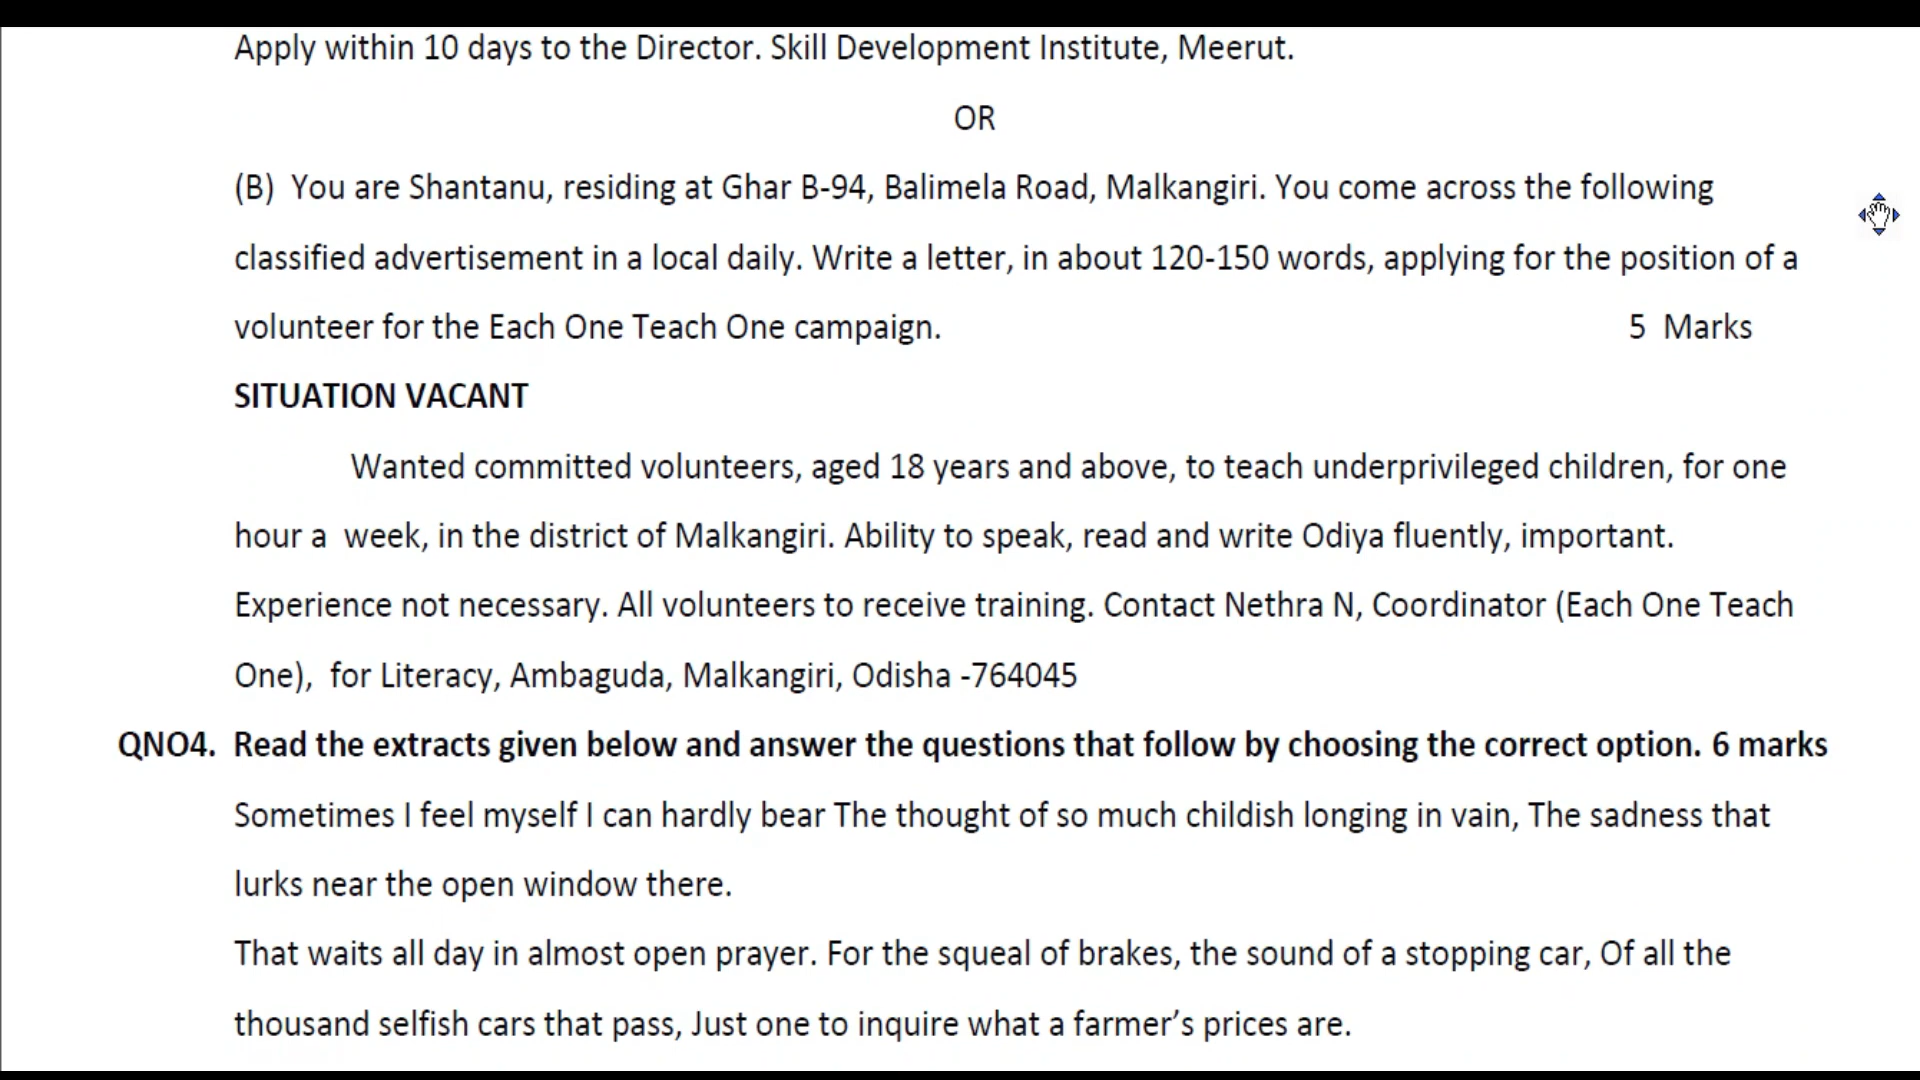 Apply within 10 days to the Director. Skill Development Institute, Meerut.
OR
(B) You are Shantanu, residing at Ghar B-94, Balimela Road, Malkangiri. You come across the following
classified advertisement in a local daily. Write a letter, in about 120-150 words, applying for the position of a
volunteer for the Each One Teach One campaign. 5 Marks
SITUATION VACANT
Wanted committed volunteers, aged 18 years and above, to teach underprivileged children, for one
hour a week, in the district of Malkangiri. Ability to speak, read and write Odiya fluently, important.
Experience not necessary. All volunteers to receive training. Contact Nethra N, Coordinator (Each One Teach
One), for Literacy, Ambaguda, Malkangiri, Odisha -764045
QNO4. Read the extracts given below and answer the questions that follow by choosing the correct option. 6 marks
Sometimes I feel myself I can hardly bear The thought of so much childish longing in vain, The sadness that
lurks near the open window there.
That waits all day in almost open prayer. For the squeal of brakes, the sound of a stopping car, Of all the
thousand selfish cars that pass, Just one to inquire what a farmer’s prices are.